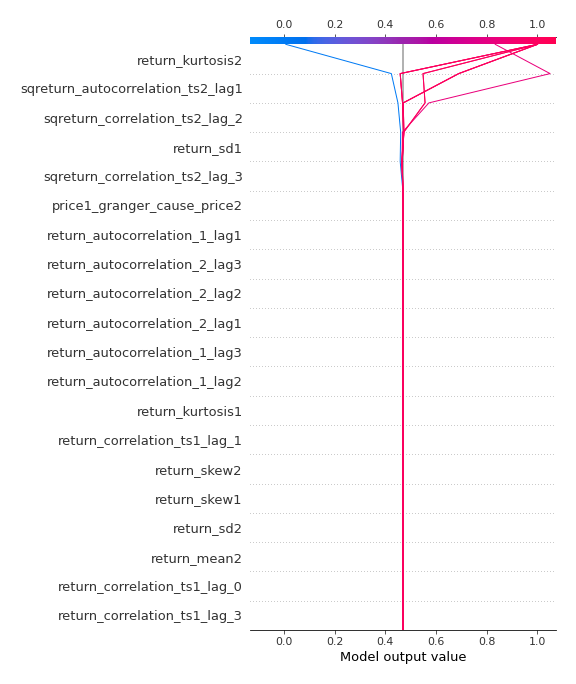 0.0 0.2 0.4 0.6 0.8 1.0
return_kurtosis2
sqreturn_autocorrelation_ts2_lag1
sqreturn_correlation_ts2_lag_2
return_sd1
sqreturn_correlation_ts2_lag_3
price1_granger_cause_price2
return_autocorrelation_1_lag1
return_autocorrelation_2_lag3
return_autocorrelation_2_lag2
return_autocorrelation_2_lag1
return_autocorrelation_1_lag3
return_autocorrelation_1_lag2
return_kurtosis1
return_correlation_ts1_lag_1
return_skew2
return_skew1
return_sd2
return_mean2
return_correlation_ts1_lag_0
return_correlation_ts1_lag_3
0.0 0.2 0.4 0.6 0.8 1.0
Model output value